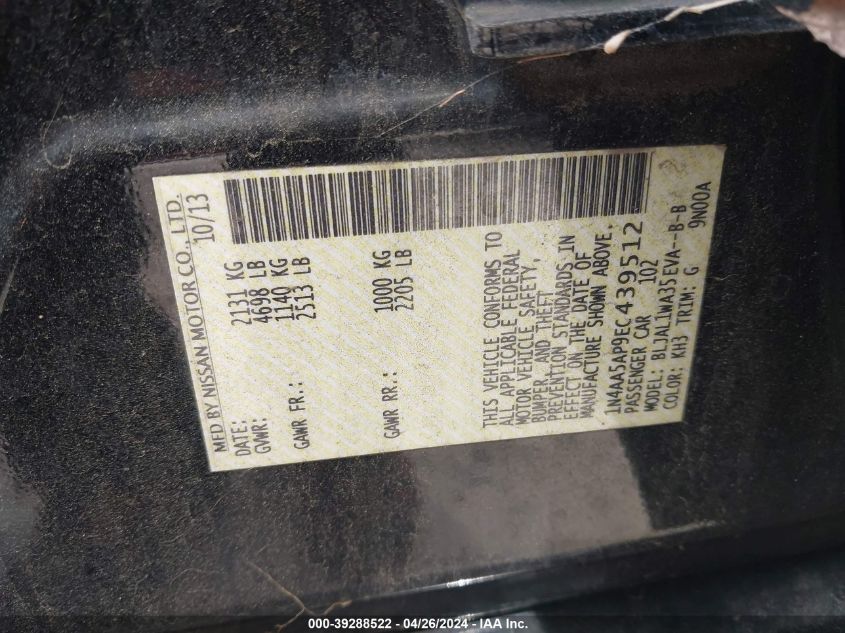 MFD BY NISSAN MOTOR CO., LTD.
DATE: 10/13
GVWR: 2131 KG
4698 LB
GAWR FR.: 1140 KG
2513 LB
GAWR RR.: 1000 KG
2205 LB
THIS VEHICLE CONFORMS TO
ALL APPLICABLE FEDERAL
MOTOR VEHICLE SAFETY,
BUMPER, AND THEFT
PREVENTION STANDARDS IN
EFFECT ON THE DATE OF
MANUFACTURE SHOWN ABOVE.
1N4AA5AP9EC439512
PASSENGER CAR 102
MODEL: BLJAL1WA35EVA--B-B
COLOR: KH3 TRIM: G 9N00A
3
000-39288522 - 04/26/2024 - IAA Inc.